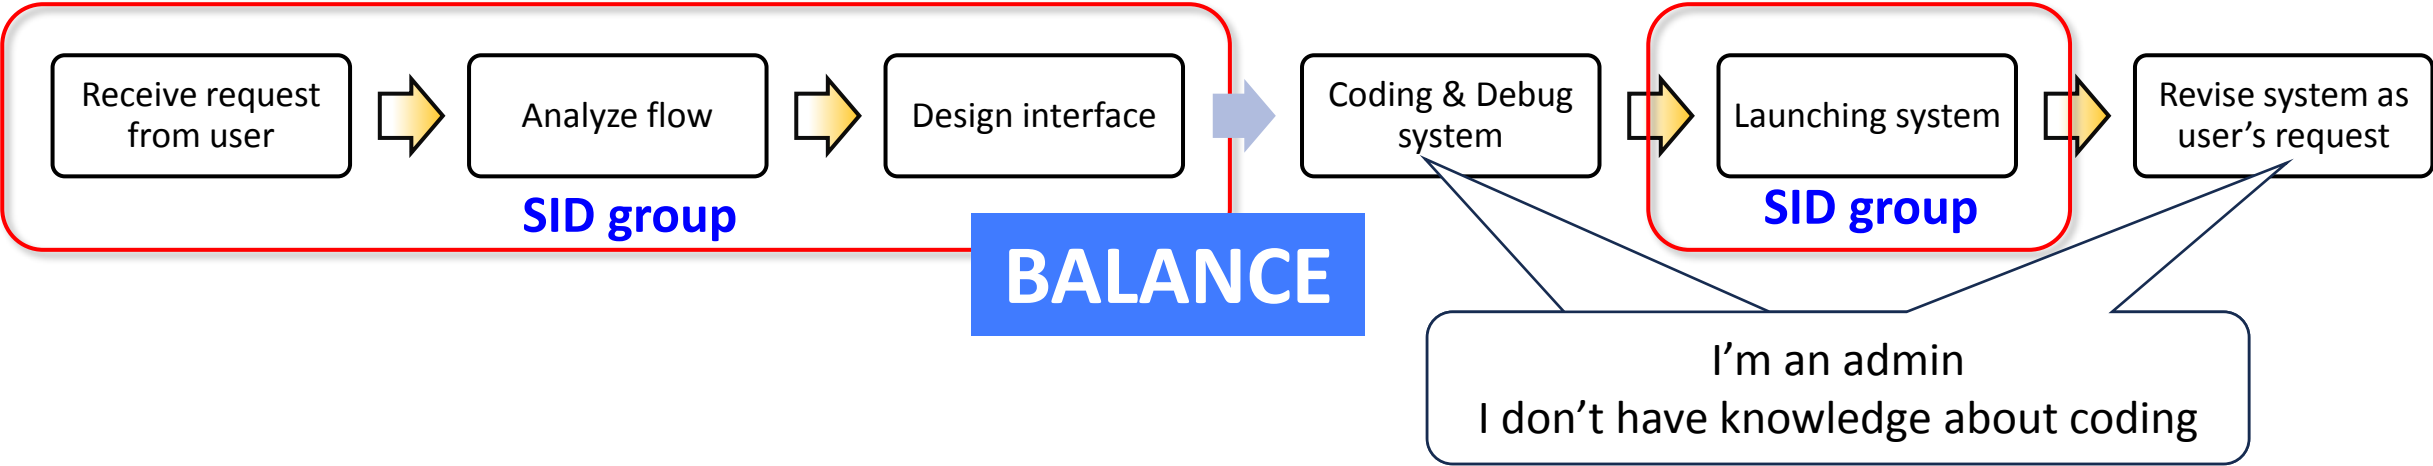 Receive request
from user
Analyze flow
Design interface
Coding & Debug
system
Launching system
Revise system as
user’s request
SID group
SID group
BALANCE
I’m an admin
I don’t have knowledge about coding